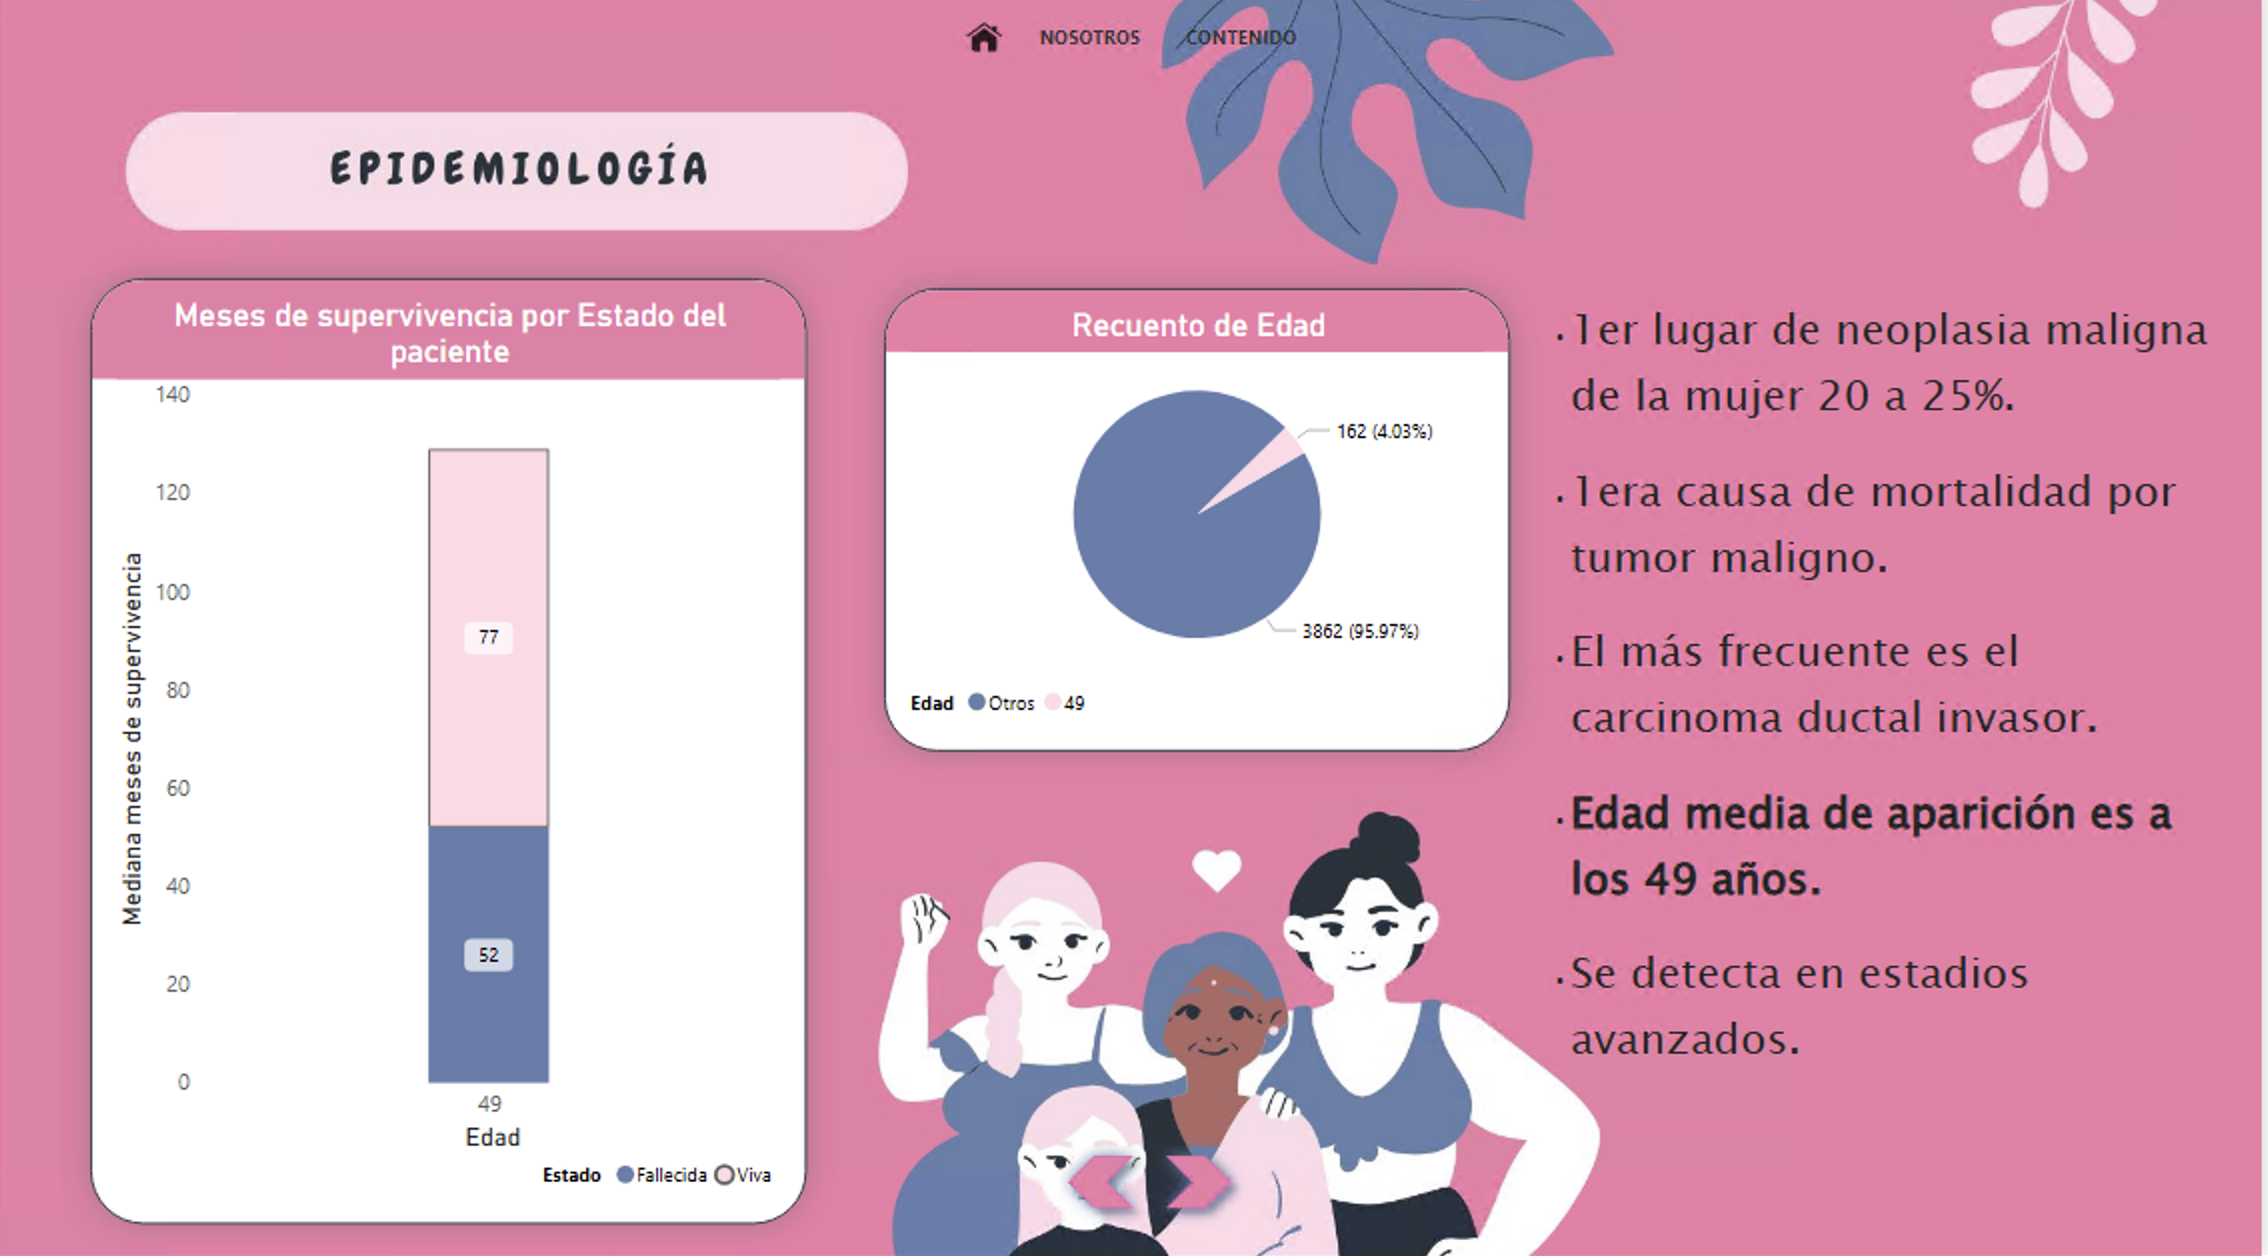 NOSOTROS CONTENIDO
EPIDEMIOLOGÍA
Meses de supervivencia por Estado del
paciente
140
120
100
80
60
40
20
0
Mediana meses de supervivencia
77
52
49
Edad
Estado Fallecida Viva
Recuento de Edad
162 (4.03%)
3862 (95.97%)
Edad Otros 49
· 1er lugar de neoplasia maligna
de la mujer 20 a 25%.
· 1era causa de mortalidad por
tumor maligno.
· El más frecuente es el
carcinoma ductal invasor.
· Edad media de aparición es a
los 49 años.
· Se detecta en estadios
avanzados.